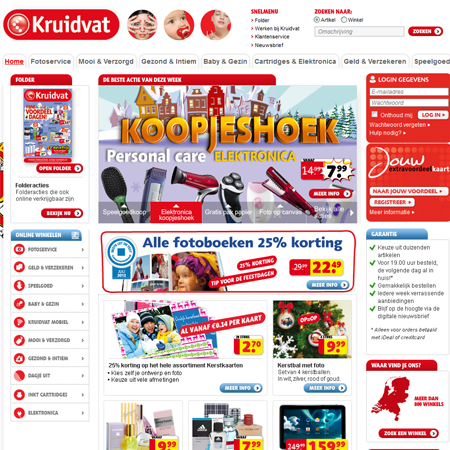 Kruidvat
SNELMENU
Folder
Werken bij Kruidvat
Klantenservice
Nieuwsbrief
ZOEKEN NAAR:
Artikel Winkel
Omschrijving
ZOEKEN
Home Fotoservice Mooi & Verzorgd Gezond & Intiem Baby & Gezin Cartridges & Elektronica Geld & Verzekeren Speelgoed
FOLDER
Kruidvat
VOORDEEL
DAGEN!
OPEN FOLDER
Folderacties
Folderacties die ook
online verkrijgbaar zijn
BEKIJK NU
DE BESTE ACTIE VAN DEZE WEEK
KOOPJESHOEK
Personal care ELEKTRONICA
VANAF
14.99
7.99
MEER INFO
Speelgoedkoop
Elektronica
koopjeshoek
Gratis pak papier
Foto op canvas
Bekijk alle
folders
LOGIN GEGEVENS
E-mailadres
Wachtwoord
Onthoud mij
LOG IN
Wachtwoord vergeten
Hulp nodig?
Jouw
extravoordeelkaart
NAAR JOUW VOORDEEL
REGISTREER
Meer informatie
ONLINE WINKELEN
FOTOSERVICE
GELD & VERZEKEREN
SPEELGOED
BABY & GEZIN
KRUIDVAT MOBIEL
MOOI & VERZORGD
GEZOND & INTIEM
DAGJE UIT
INKT CARTRIDGES
ELEKTRONICA
Alle fotoboeken 25% korting
25% KORTING
TIP VOOR DE FEESTDAGEN
29.99
22.49
MEER INFO
AL VANAF €0.14 PER KAART
2.70
25% korting op het hele assortiment Kerstkaarten
Kies zelf je ontwerp en foto
Keuze uit vele afmetingen
MEER INFO
OP=OP
9.99
Kerstbal met foto
Set van 4 kerstballen.
In wit, zilver, rood of goud.
MEER INFO
9.99
9.99
249
159.
GARANTIE
Keuze uit duizenden
artikelen
Voor 19.00 uur besteld,
de volgende dag al in
huis!*
Gemakkelijk bestellen
Iedere week verrassende
aanbiedingen
Blijf op de hoogte via de
digitale nieuwsbrief
* Alleen voor orders betaald
met iDeal of creditcard
WAAR VIND JE ONS?
MEER DAN
800 WINKELS
ZOEK EEN WINKEL